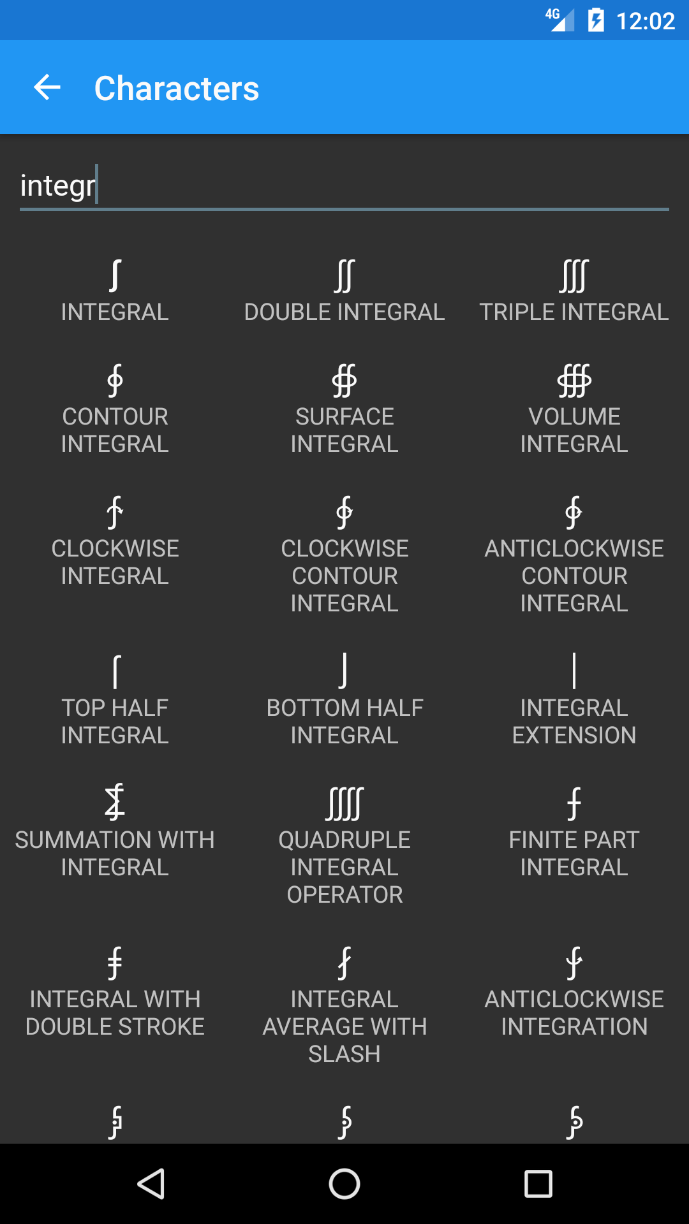 4G 12:02
Characters
integr
∫ ∬ ∭
INTEGRAL DOUBLE INTEGRAL TRIPLE INTEGRAL
∮ ∯ ∰
CONTOUR SURFACE VOLUME
INTEGRAL INTEGRAL INTEGRAL
∱ ∲ ∳
CLOCKWISE CLOCKWISE ANTICLOCKWISE
INTEGRAL CONTOUR CONTOUR
INTEGRAL INTEGRAL
⌠ ⌡ ⎮
TOP HALF BOTTOM HALF INTEGRAL
INTEGRAL INTEGRAL EXTENSION
⨋ ⨌ ⨍
SUMMATION WITH QUADRUPLE FINITE PART
INTEGRAL INTEGRAL INTEGRAL
OPERATOR
⨎ ⨏ ⨑
INTEGRAL WITH INTEGRAL ANTICLOCKWISE
DOUBLE STROKE AVERAGE WITH INTEGRATION
SLASH
⨒ ⨓ ⨔